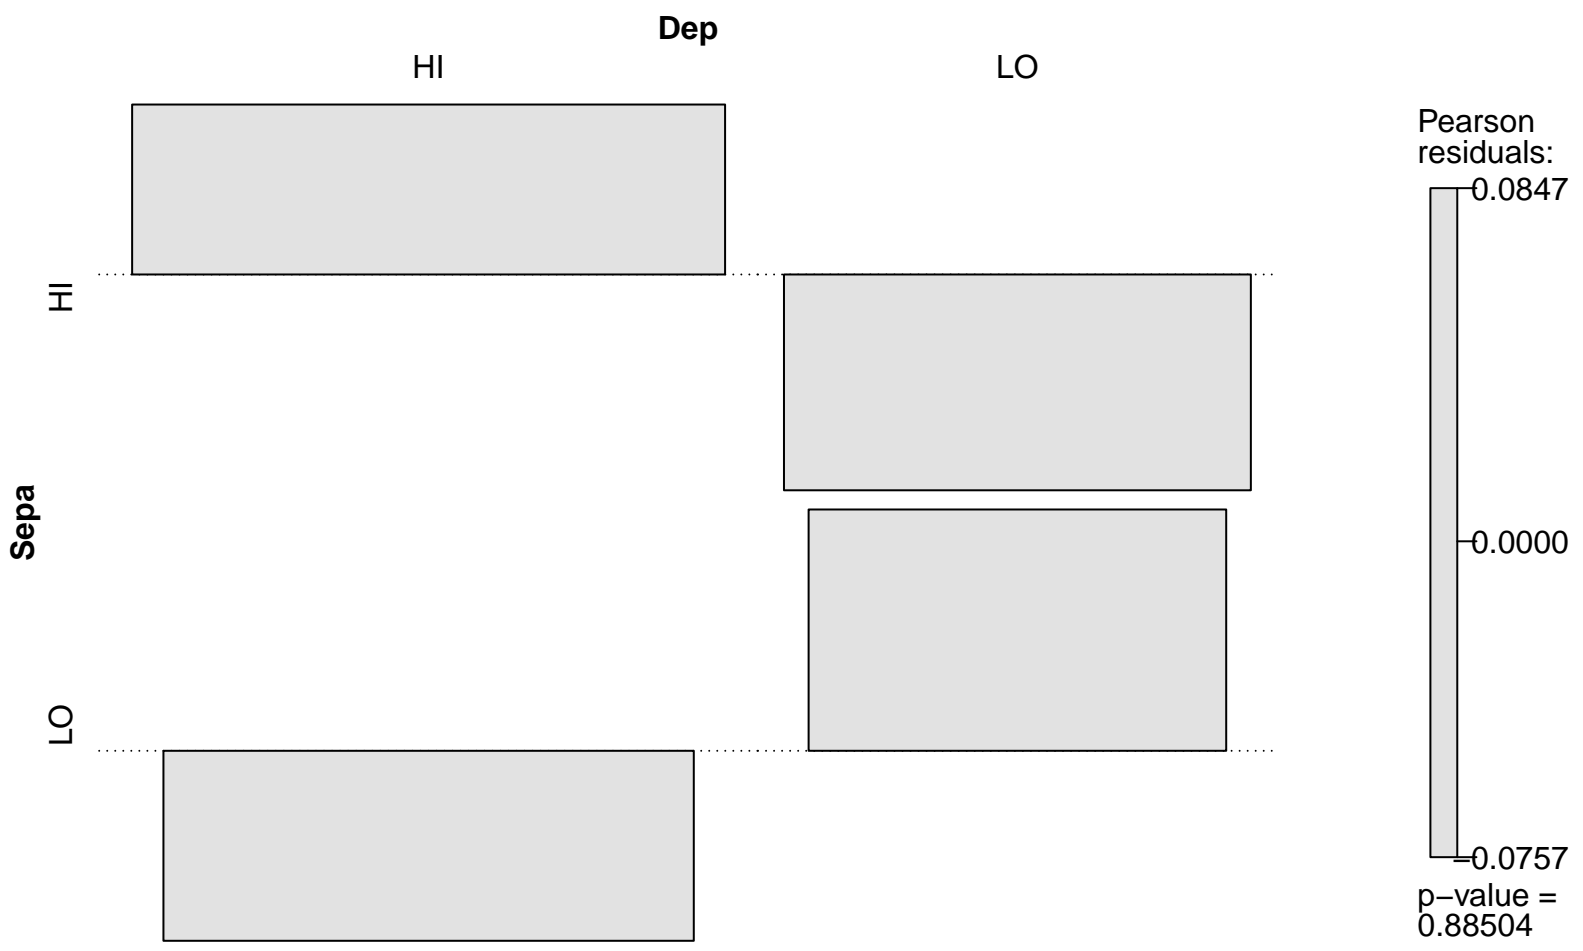 Dep
HI
LO
Pearson
residuals:
0.0847
HI
Sepa
0.0000
LO
−0.0757
p−value =
0.88504